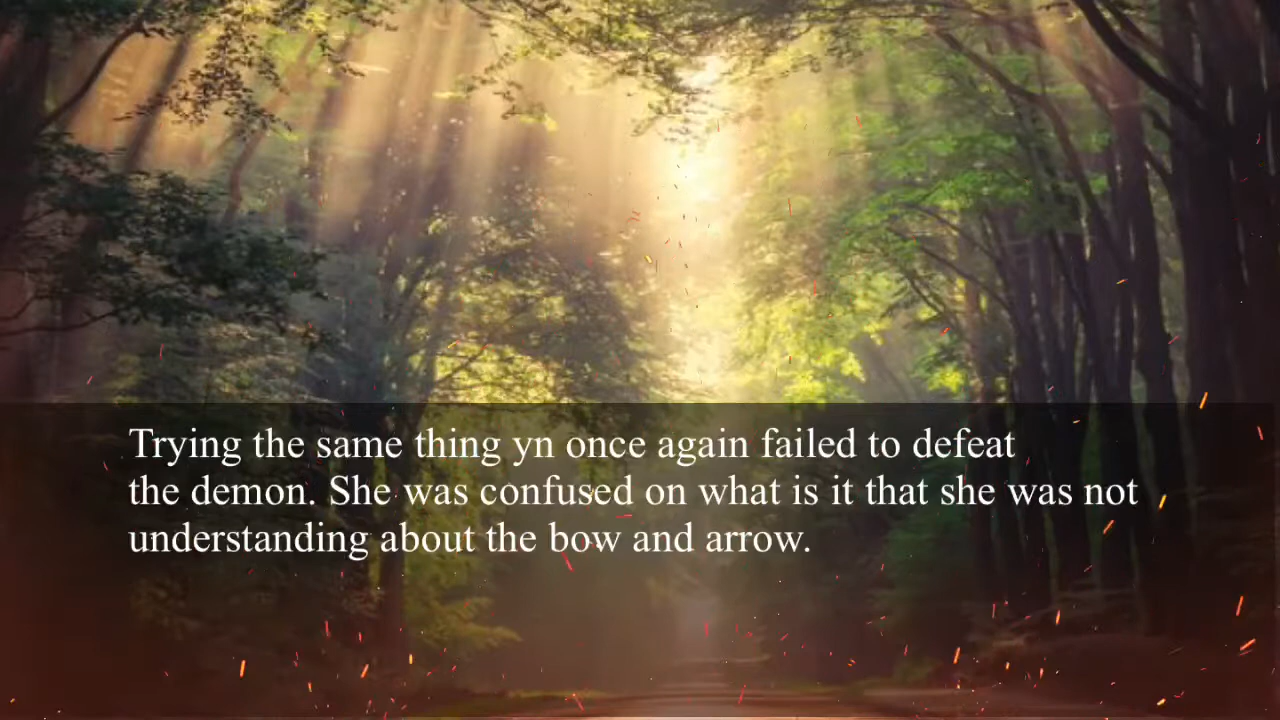 Trying the same thing yn once again failed to defeat
the demon. She was confused on what is it that she was not
understanding about the bow and arrow.